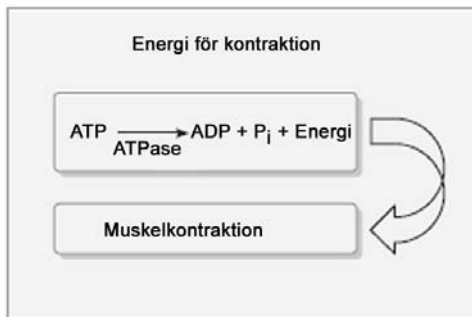 Energi för kontraktion
ATP ⟶ ADP + Pi + Energi
ATPase
Muskelkontraktion